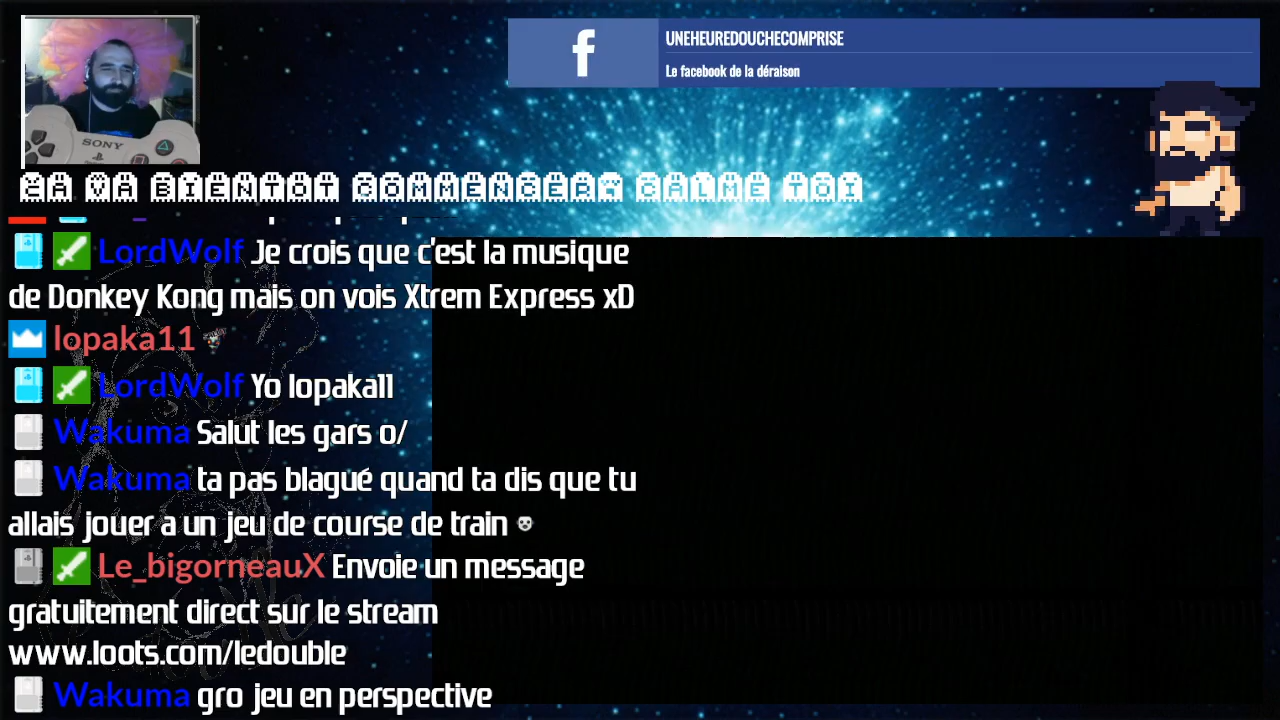 UNEHEUREDOUCHECOMPRISE
Le facebook de la déraison
SONY
CA VA BIENTOT COMMENCER, CALME TOI
LordWolf Je crois que c'est la musique
de Donkey Kong mais on vois Xtrem Express xD
lopaka11
LordWolf Yo lopaka11
Wakuma Salut les gars o/
Wakuma ta pas blagué quand ta dis que tu
allais jouer a un jeu de course de train
Le_bigorneauX Envoie un message
gratuitement direct sur le stream
www.loots.com/ledouble
Wakuma gro jeu en perspective